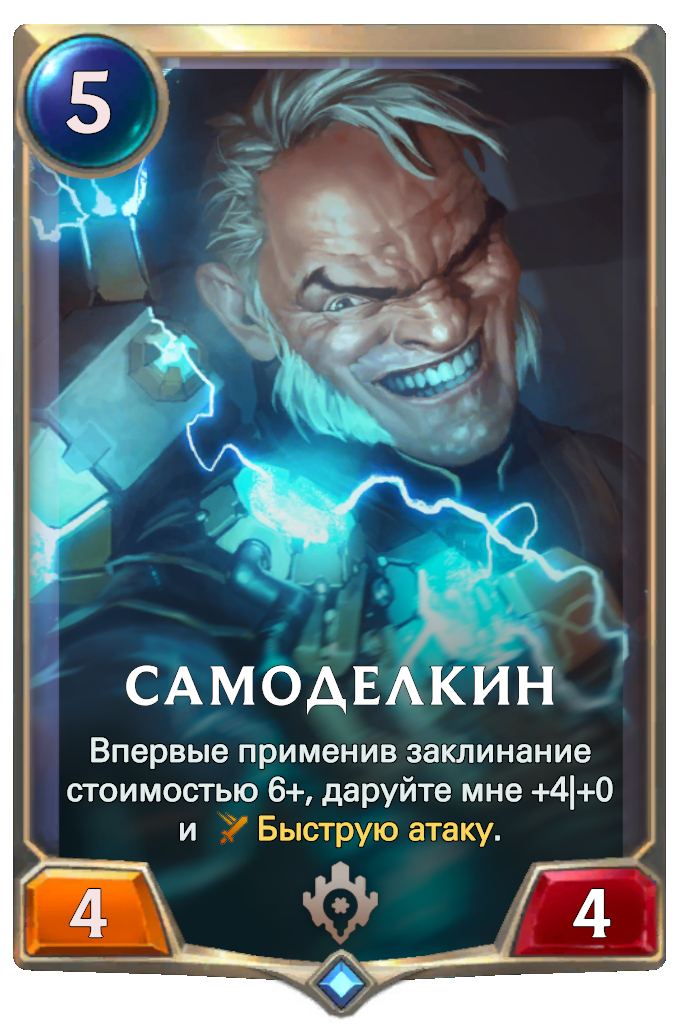 5
САМОДЕЛКИН
Впервые применив заклинание
стоимостью 6+, даруйте мне +4|+0
и Быструю атаку.
4 4